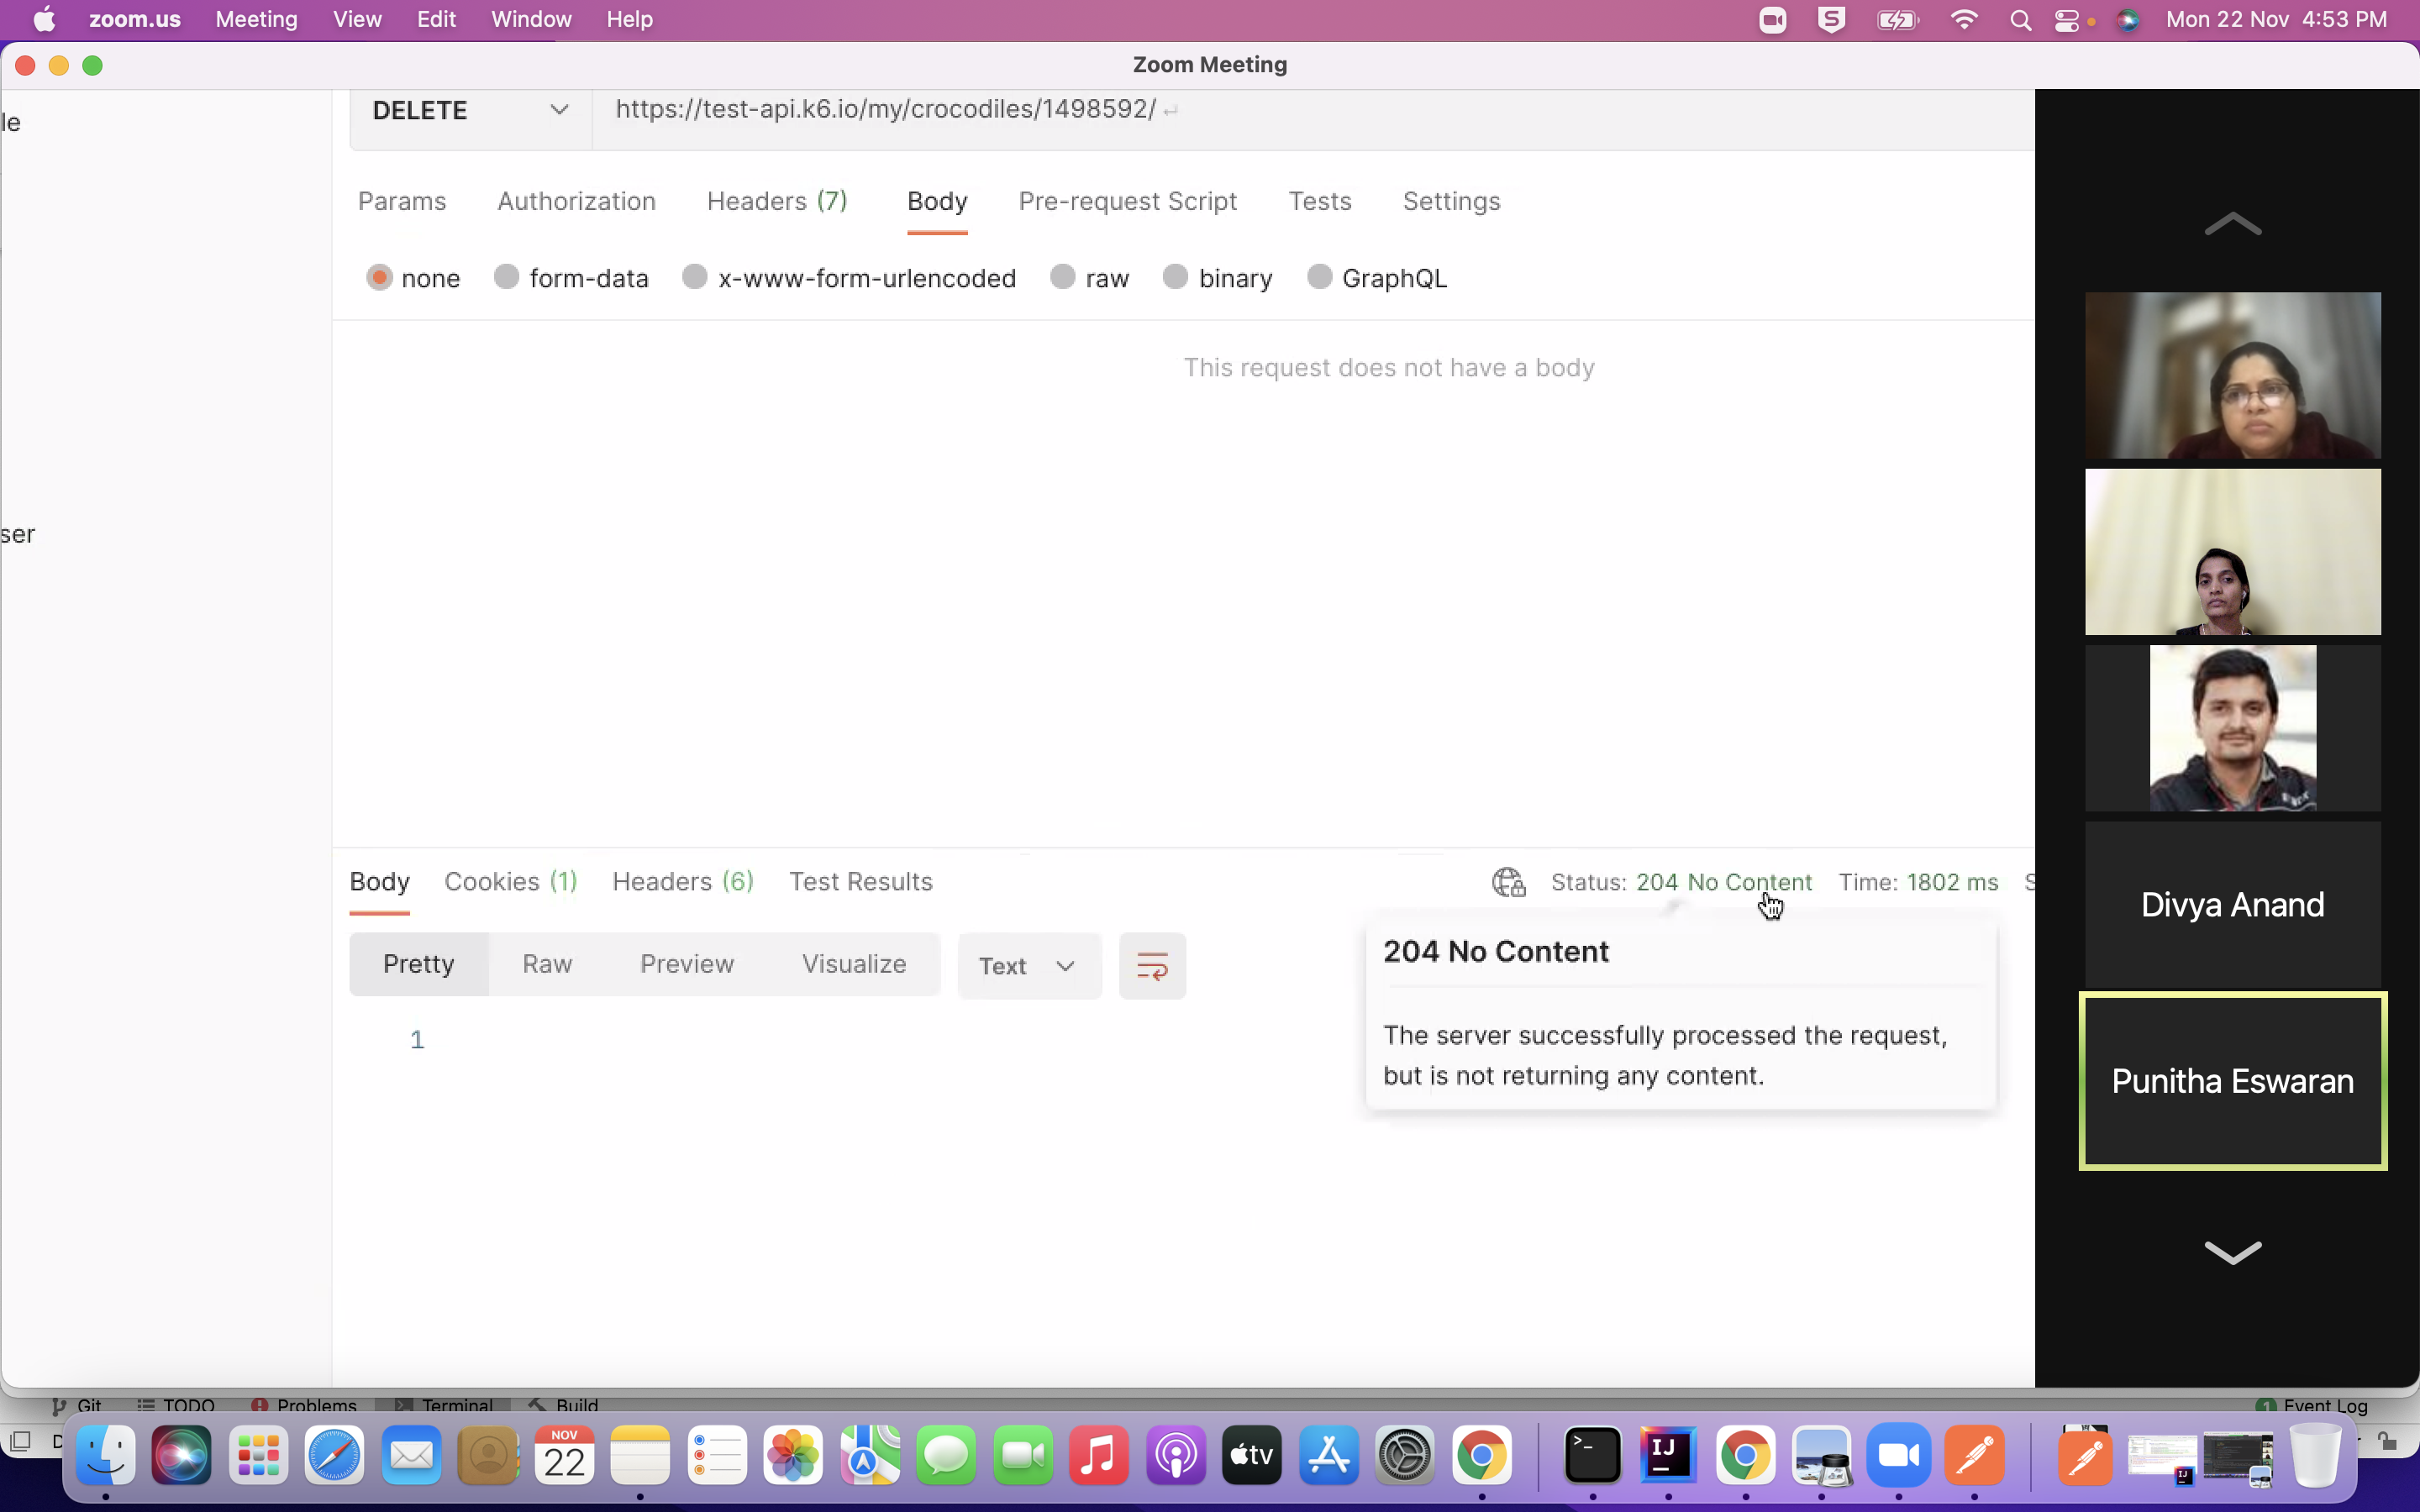 zoom.us Meeting View Edit Window Help
Mon 22 Nov 4:53 PM
Zoom Meeting
DELETE
https://test-api.k6.io/my/crocodiles/1498592/
le
Params Authorization Headers (7) Body Pre-request Script Tests Settings
none form-data x-www-form-urlencoded raw binary GraphQL
This request does not have a body
ser
Body Cookies (1) Headers (6) Test Results
Status: 204 No Content Time: 1802 ms S
Pretty Raw Preview Visualize Text
204 No Content
1
The server successfully processed the request,
but is not returning any content.
Divya Anand
Punitha Eswaran
Git TODO Problems Terminal Build
1 Event Log
D
NOV
22
tv
IJ